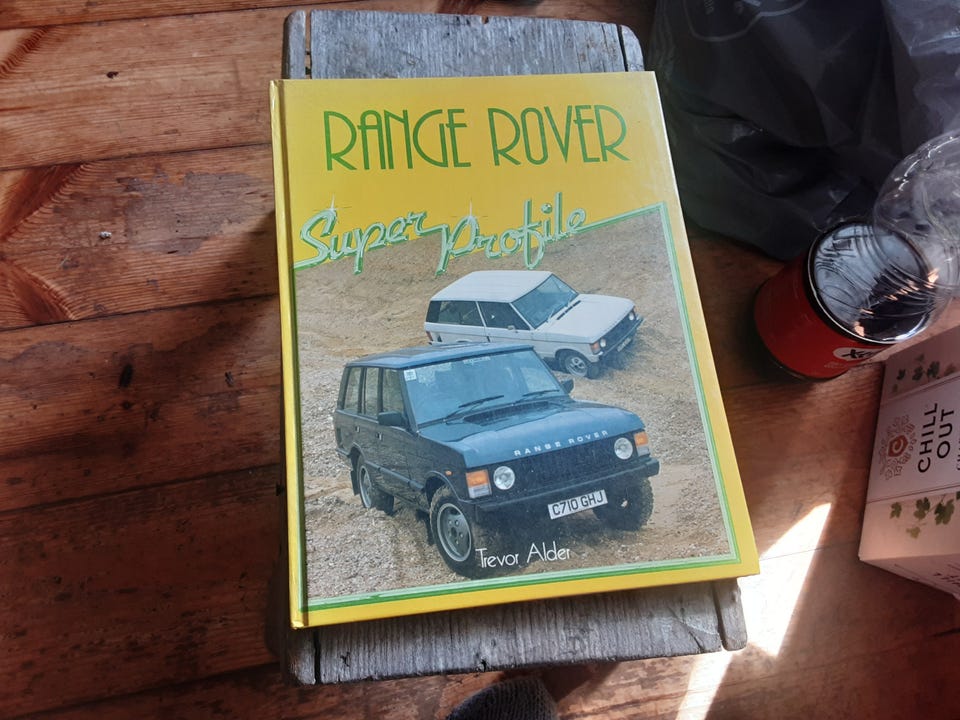 RANGE ROVER
Super Profile
RANGE ROVER
C710 GHJ
Trevor Alder
CHILL
OUT